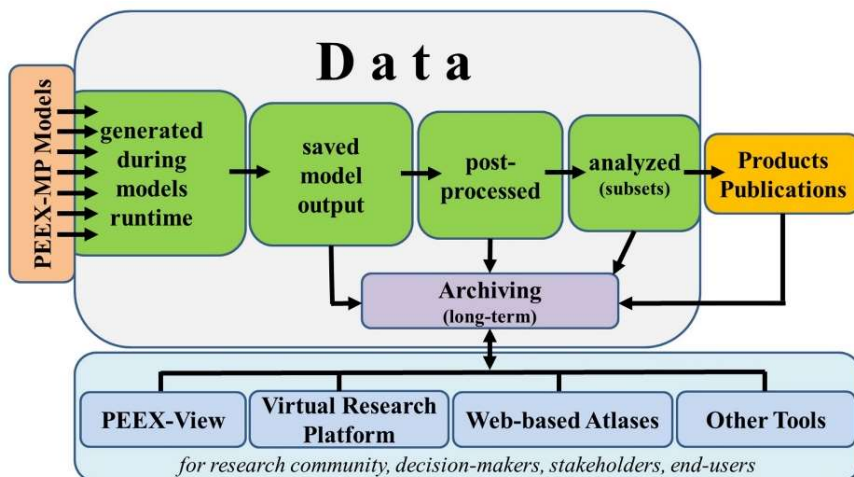 D a t a
PEEX-MP Models
generated
during
models
runtime
saved
model
output
post-
processed
analyzed
(subsets)
Products
Publications
Archiving
(long-term)
PEEX-View
Virtual Research
Platform
Web-based Atlases
Other Tools
for research community, decision-makers, stakeholders, end-users